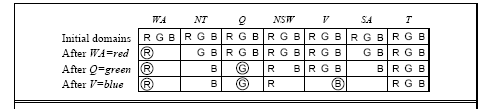 WA NT Q NSW V SA T
Initial domains R G B R G B R G B R G B R G B R G B R G B
After WA=red R G B R G B R G B R G B G B R G B
After Q=green R B G R B R G B B R G B
After V=blue R B G R B R G B